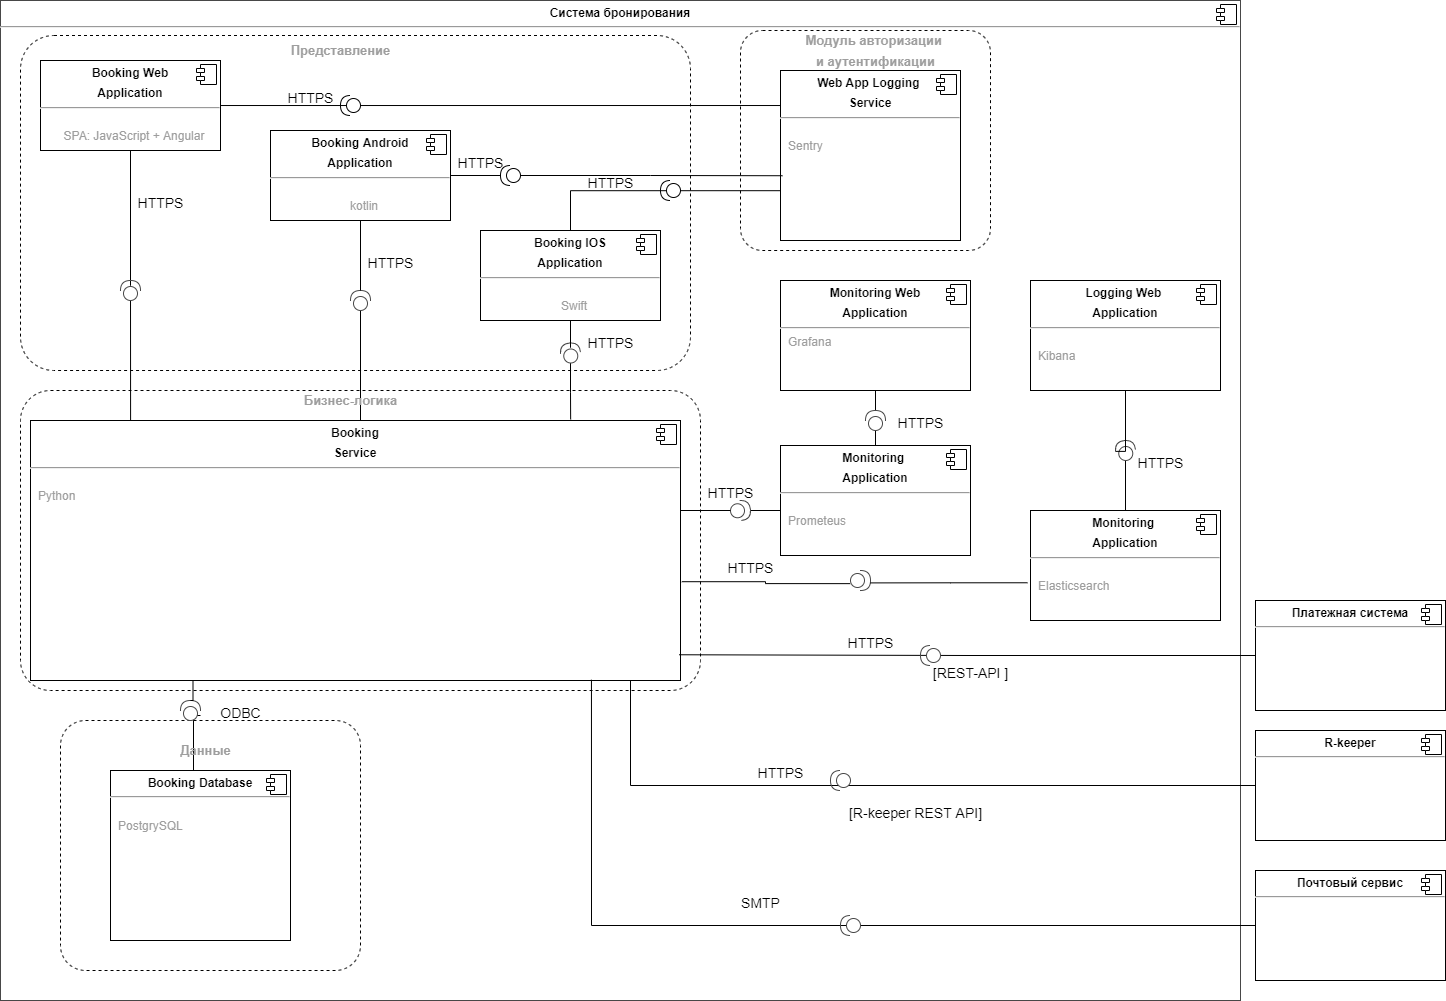 Система бронирования
Представление
Booking Web
Application
SPA: JavaScript + Angular
HTTPS
HTTPS
Booking Android
Application
kotlin
HTTPS
HTTPS
HTTPS
Booking IOS
Application
Swift
HTTPS
Модуль авторизации
и аутентификации
Web App Logging
Service
Sentry
Monitoring Web
Application
Grafana
HTTPS
Logging Web
Application
Kibana
HTTPS
Бизнес-логика
Booking
Service
Python
HTTPS
Monitoring
Application
Prometeus
HTTPS
Monitoring
Application
Elasticsearch
HTTPS
[REST-API ]
Платежная система
ODBC
Данные
Booking Database
PostgrySQL
HTTPS
[R-keeper REST API]
R-keeper
SMTP
Почтовый сервис